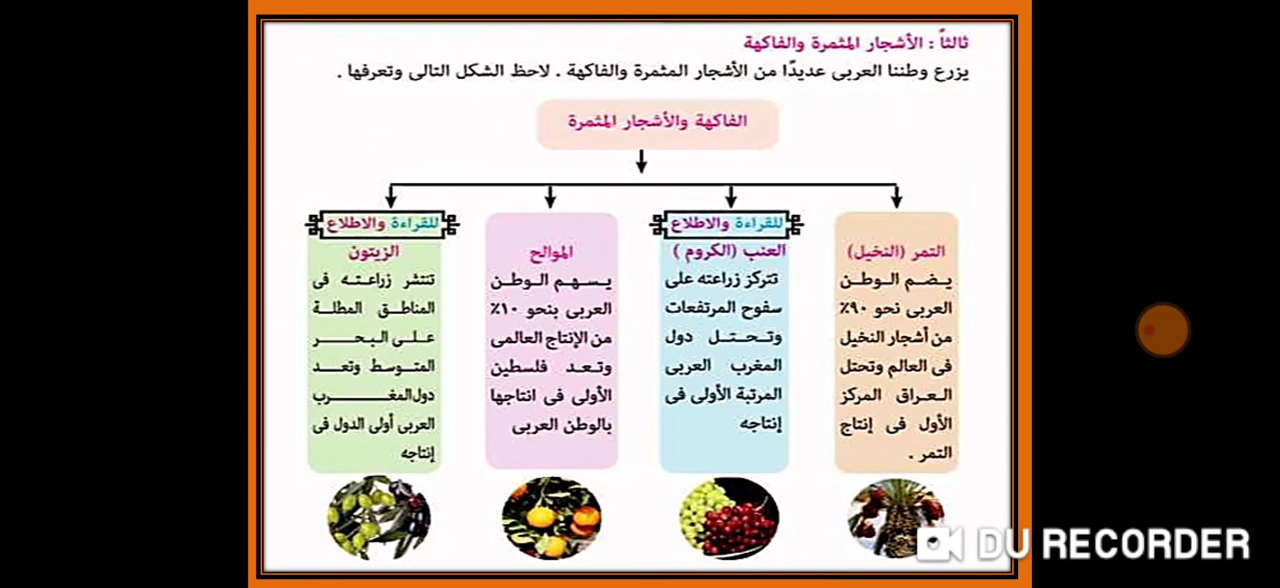 ثالثاً : الأشجار المثمرة والفاكهة
يزرع وطننا العربى عديدًا من الأشجار المثمرة والفاكهة . لاحظ الشكل التالى وتعرفها .
الفاكهة والأشجار المثمرة
التمر (النخيل)
يضم الوطن
العربى نحو ٩٠٪
من أشجار النخيل
فى العالم وتحتل
العراق المركز
الأول فى إنتاج
التمر .
للقراءة والاطلاع
العنب (الكروم )
تتركز زراعته على
سفوح المرتفعات
وتحتل دول
المغرب العربى
المرتبة الأولى فى
إنتاجه
الموالح
يسهم الوطن
العربى بنحو ١٠٪
من الإنتاج العالمى
وتعد فلسطين
الأولى فى انتاجها
بالوطن العربى
للقراءة والاطلاع
الزيتون
تنتشر زراعته فى
المناطق المطلة
على البحر
المتوسط وتعد
دول المغرب
العربى أولى الدول فى
إنتاجه
DU RECORDER